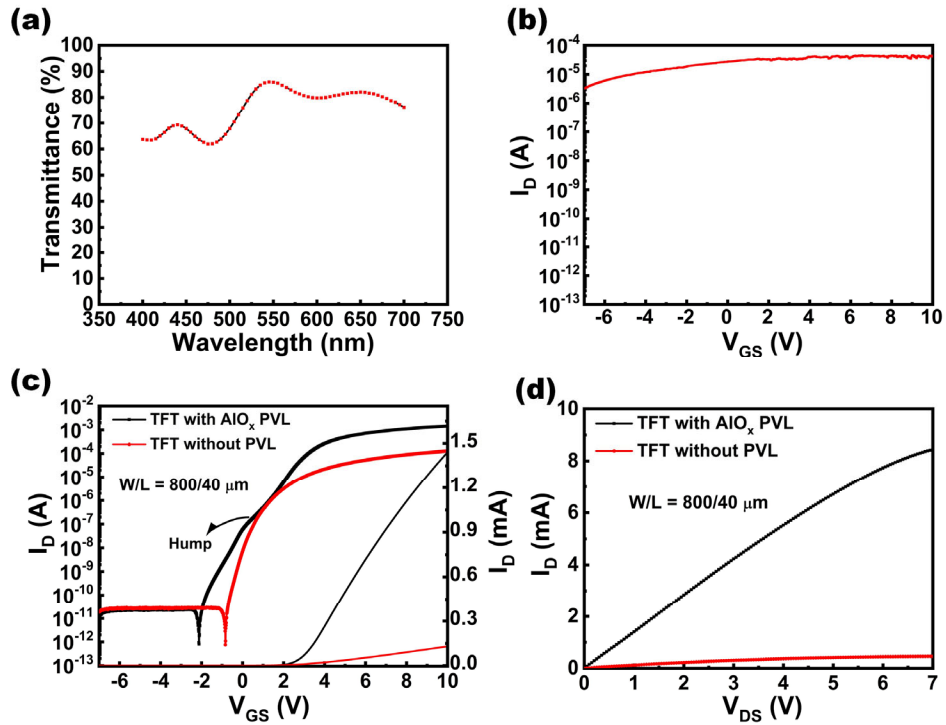 (a)
Transmittance (%)
100
90
80
70
60
50
40
30
20
10
0
350 400 450 500 550 600 650 700 750
Wavelength (nm)
(b)
I_D (A)
10^-4
10^-5
10^-6
10^-7
10^-8
10^-9
10^-10
10^-11
10^-12
10^-13
-6 -4 -2 0 2 4 6 8 10
V_GS (V)
(c)
I_D (A)
10^-2
10^-3
10^-4
10^-5
10^-6
10^-7
10^-8
10^-9
10^-10
10^-11
10^-12
10^-13
TFT with AlO_x PVL
TFT without PVL
W/L = 800/40 μm
Hump
1.5
1.2
0.9
0.6
0.3
0.0
I_D (mA)
-6 -4 -2 0 2 4 6 8 10
V_GS (V)
(d)
I_D (mA)
10
8
6
4
2
0
TFT with AlO_x PVL
TFT without PVL
W/L = 800/40 μm
0 1 2 3 4 5 6 7
V_DS (V)